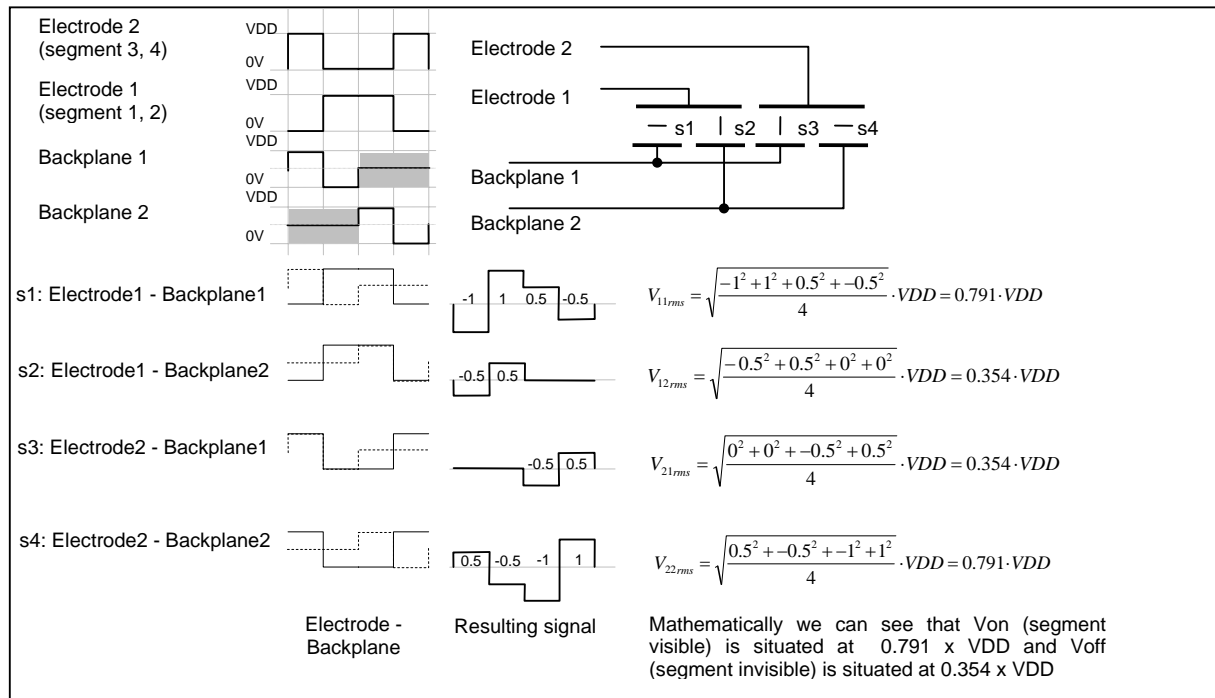 Electrode 2
(segment 3, 4)
VDD
0V
Electrode 1
(segment 1, 2)
VDD
0V
Backplane 1
VDD
0V
Backplane 2
VDD
0V
Electrode 2
Electrode 1
s1
s2
s3
s4
Backplane 1
Backplane 2
s1: Electrode1 - Backplane1
-1 1 0.5 -0.5
V11rms = √((-1² + 1² + 0.5² + -0.5²)/4) · VDD = 0.791 · VDD
s2: Electrode1 - Backplane2
-0.5 0.5
V12rms = √((-0.5² + 0.5² + 0² + 0²)/4) · VDD = 0.354 · VDD
s3: Electrode2 - Backplane1
-0.5 0.5
V21rms = √((0² + 0² + -0.5² + 0.5²)/4) · VDD = 0.354 · VDD
s4: Electrode2 - Backplane2
0.5 -0.5 -1 1
V22rms = √((0.5² + -0.5² + -1² + 1²)/4) · VDD = 0.791 · VDD
Electrode -
Backplane
Resulting signal
Mathematically we can see that Von (segment
visible) is situated at 0.791 x VDD and Voff
(segment invisible) is situated at 0.354 x VDD